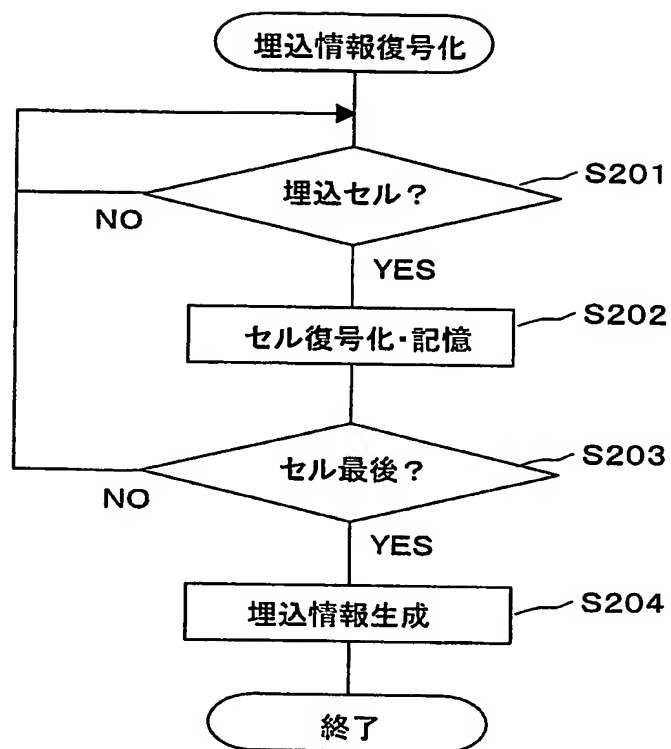 埋込情報復号化
埋込セル？
S201
NO
YES
セル復号化・記憶
S202
セル最後？
S203
NO
YES
埋込情報生成
S204
終了